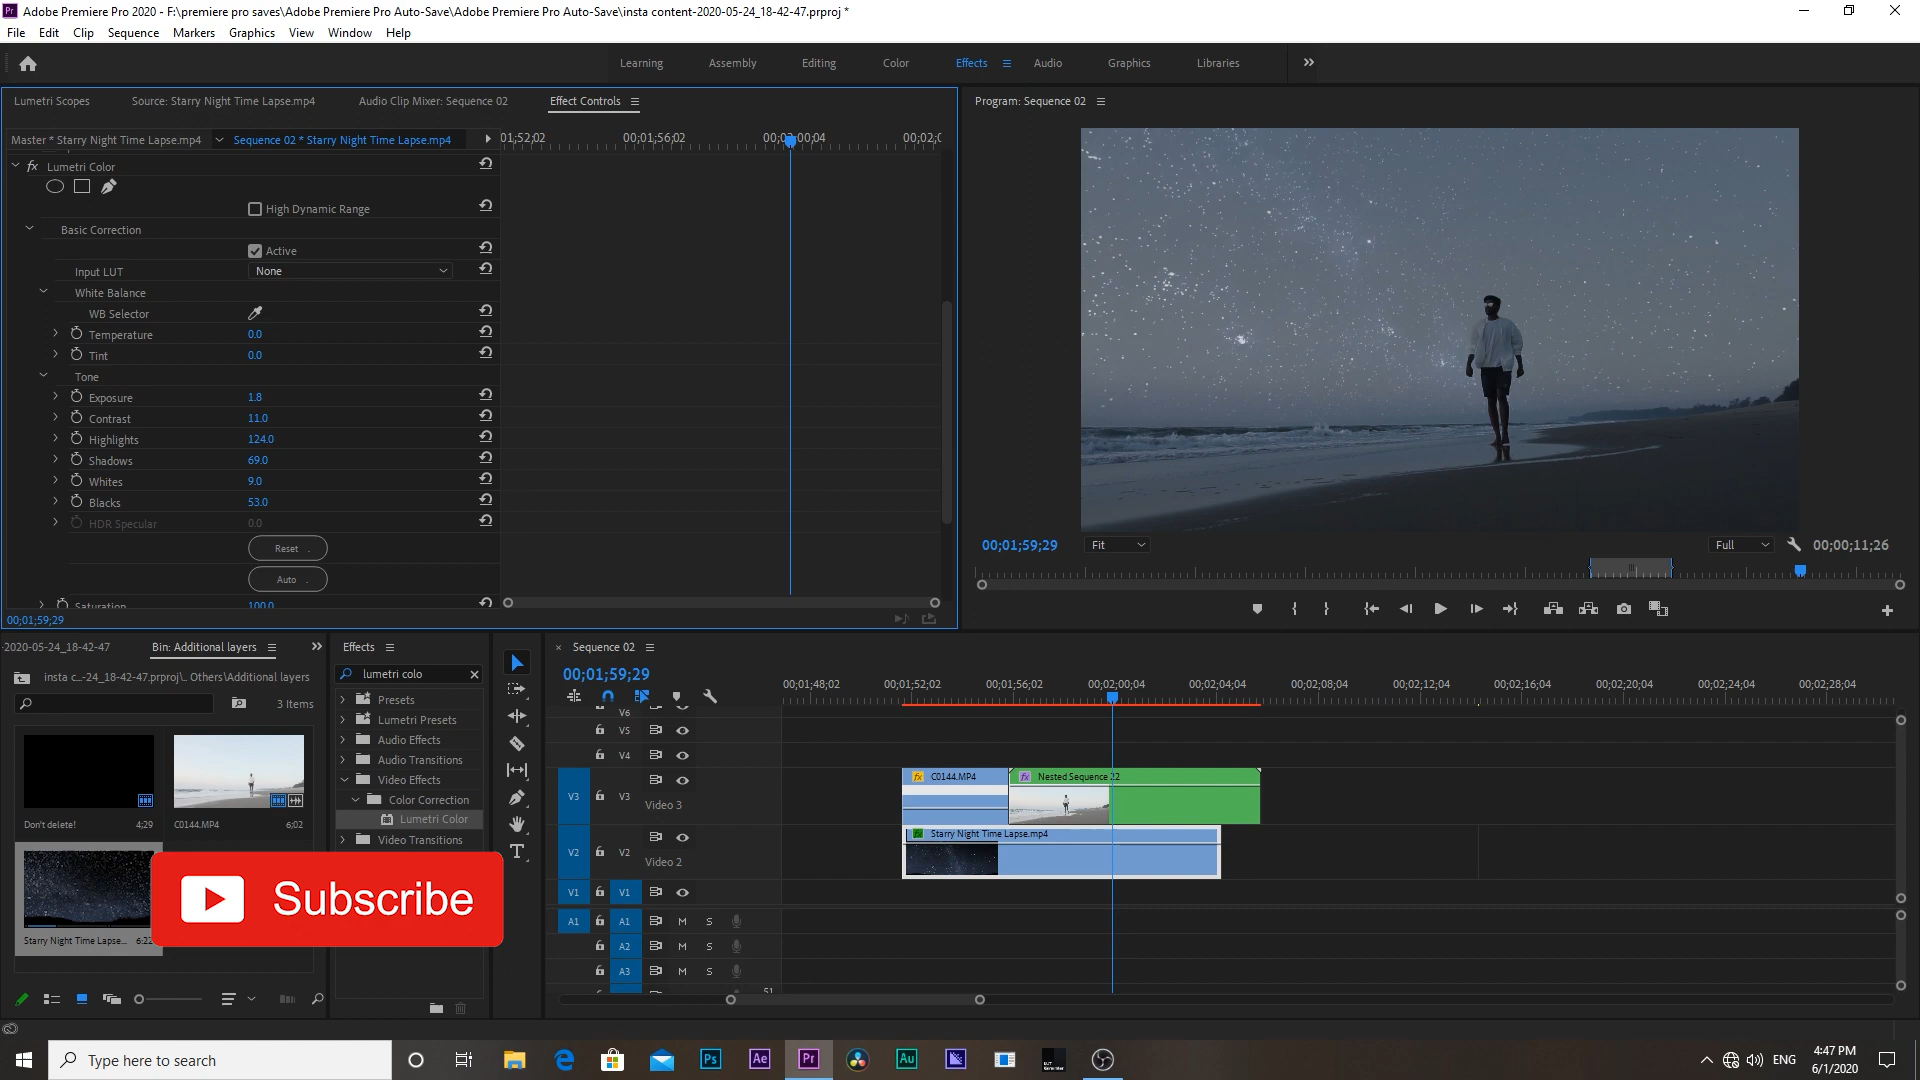 Adobe Premiere Pro 2020 - F:\premiere pro saves\Adobe Premiere Pro Auto-Save\Adobe Premiere Pro Auto-Save\insta content-2020-05-24_18-42-47.prproj *
File Edit Clip Sequence Markers Graphics View Window Help
Learning Assembly Editing Color Effects Audio Graphics Libraries
Lumetri Scopes Source: Starry Night Time Lapse.mp4 Audio Clip Mixer: Sequence 02 Effect Controls
Program: Sequence 02
Master * Starry Night Time Lapse.mp4 Sequence 02 * Starry Night Time Lapse.mp4
01;52;02 00;01;56;02 00;02;00;04 00;02;0
fx Lumetri Color
High Dynamic Range
Basic Correction
Active
Input LUT None
White Balance
WB Selector
Temperature 0.0
Tint 0.0
Tone
Exposure 1.8
Contrast 11.0
Highlights 124.0
Shadows 69.0
Whites 9.0
Blacks 53.0
HDR Specular 0.0
Reset
Auto
Saturation 100.0
00;01;59;29
00;01;59;29 Fit Full 00;00;11;26
-2020-05-24_18-42-47 Bin: Additional layers
insta c...-24_18-42-47.prproj\.. Others\Additional layers
3 Items
Don't delete! 4;29
C0144.MP4 6;02
Starry Night Time Lapse... 6:22
Effects
lumetri colo
Presets
Lumetri Presets
Audio Effects
Audio Transitions
Video Effects
Color Correction
Lumetri Color
Video Transitions
Subscribe
Sequence 02
00;01;59;29
00;01;48;02 00;01;52;02 00;01;56;02 00;02;00;04 00;02;04;04 00;02;08;04 00;02;12;04 00;02;16;04 00;02;20;04 00;02;24;04 00;02;28;04
V6
V5
V4
V3 V3 Video 3
fx C0144.MP4 fx Nested Sequence 22
V2 V2 Video 2
fx Starry Night Time Lapse.mp4
V1 V1
A1 A1 M S
A2 M S
A3 M S
Type here to search
Ps Ae Pr Au
ENG
4:47 PM
6/1/2020